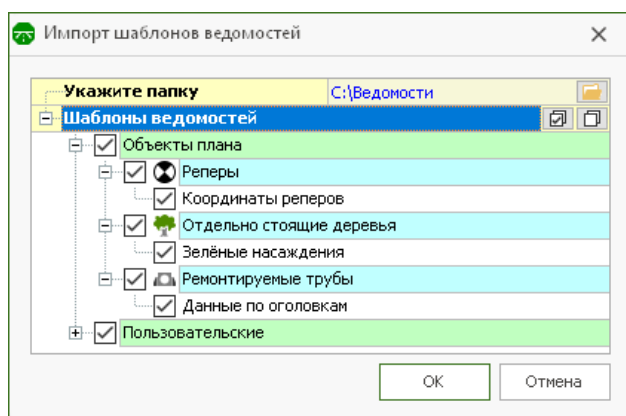 Импорт шаблонов ведомостей
Укажите папку C:\Ведомости
Шаблоны ведомостей
Объекты плана
Реперы
Координаты реперов
Отдельно стоящие деревья
Зелёные насаждения
Ремонтируемые трубы
Данные по оголовкам
Пользовательские
ОК Отмена